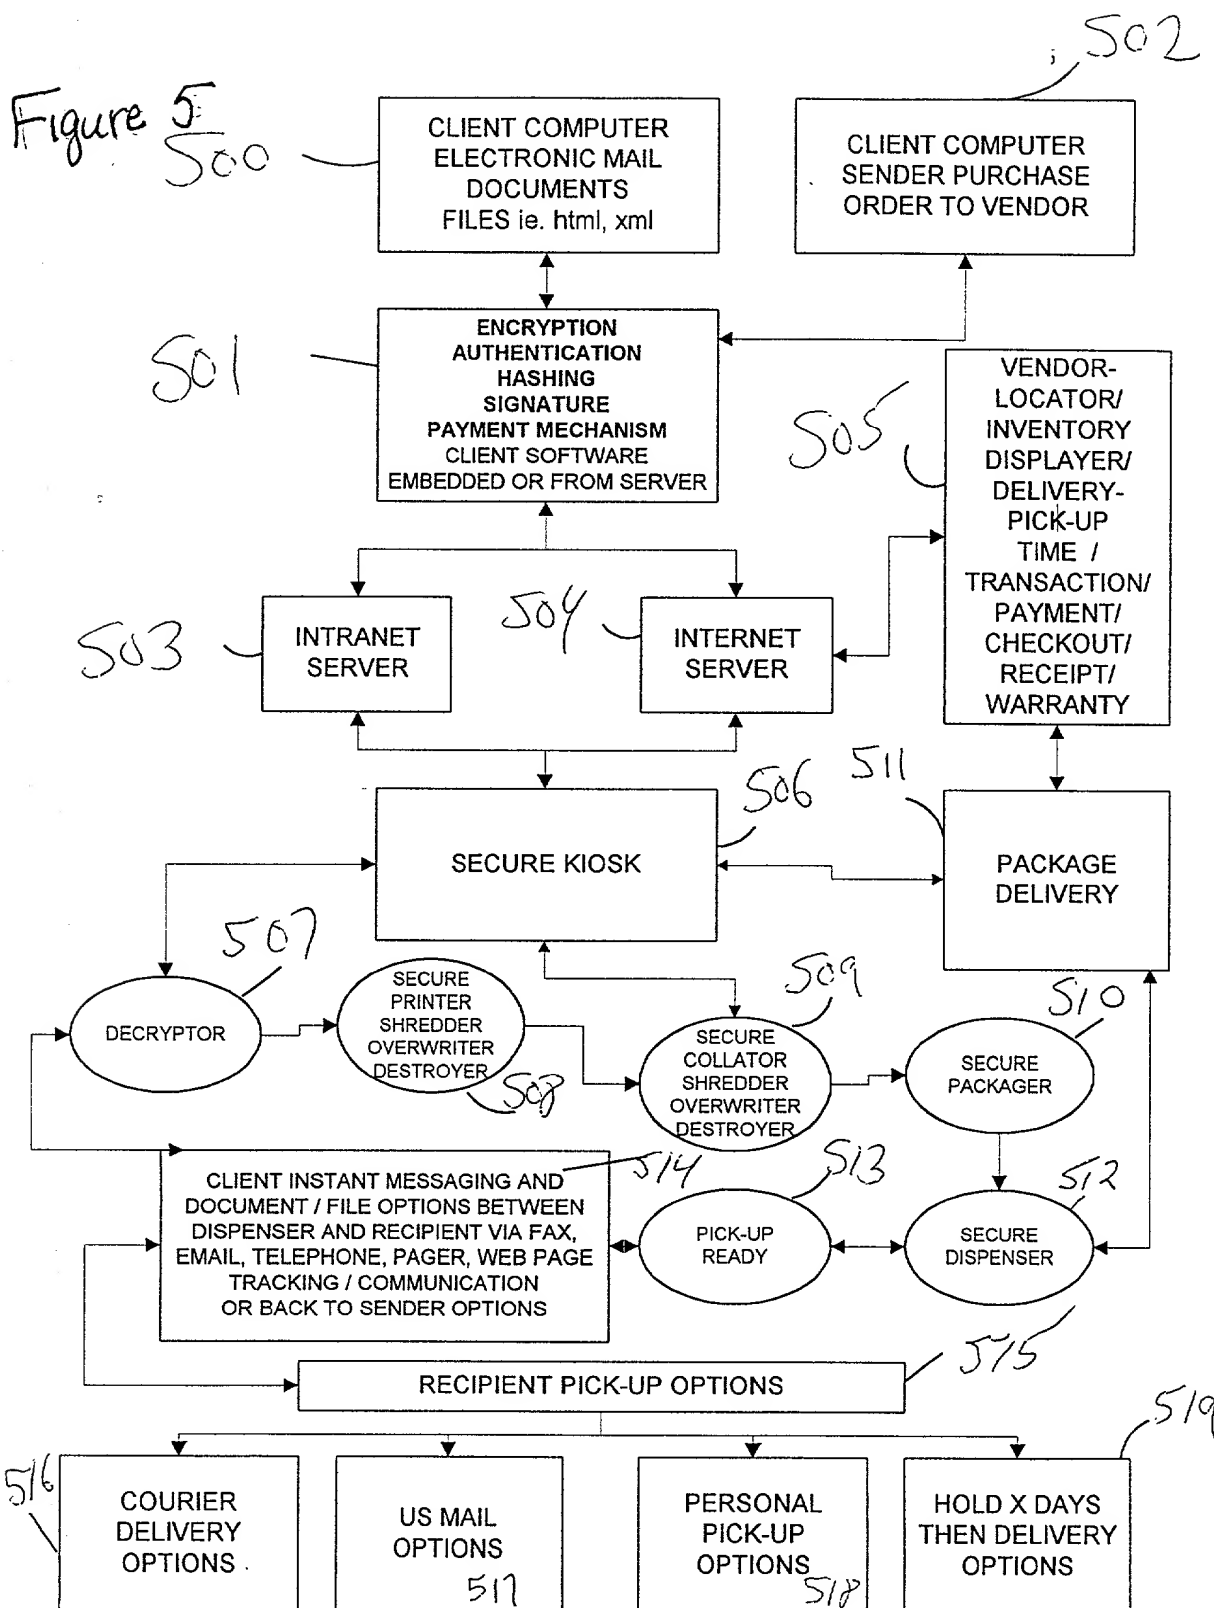 502
Figure 5
500
CLIENT COMPUTER
ELECTRONIC MAIL
DOCUMENTS
FILES ie. html, xml
CLIENT COMPUTER
SENDER PURCHASE
ORDER TO VENDOR
501
ENCRYPTION
AUTHENTICATION
HASHING
SIGNATURE
PAYMENT MECHANISM
CLIENT SOFTWARE
EMBEDDED OR FROM SERVER
505
VENDOR-
LOCATOR/
INVENTORY
DISPLAYER/
DELIVERY-
PICK-UP
TIME /
TRANSACTION/
PAYMENT/
CHECKOUT/
RECEIPT/
WARRANTY
503
INTRANET
SERVER
504
INTERNET
SERVER
506
SECURE KIOSK
511
PACKAGE
DELIVERY
507
DECRYPTOR
SECURE
PRINTER
SHREDDER
OVERWRITER
DESTROYER
508
509
SECURE
COLLATOR
SHREDDER
OVERWRITER
DESTROYER
510
SECURE
PACKAGER
514
CLIENT INSTANT MESSAGING AND
DOCUMENT / FILE OPTIONS BETWEEN
DISPENSER AND RECIPIENT VIA FAX,
EMAIL, TELEPHONE, PAGER, WEB PAGE
TRACKING / COMMUNICATION
OR BACK TO SENDER OPTIONS
513
PICK-UP
READY
512
SECURE
DISPENSER
515
RECIPIENT PICK-UP OPTIONS
516
COURIER
DELIVERY
OPTIONS
US MAIL
OPTIONS
517
PERSONAL
PICK-UP
OPTIONS
518
519
HOLD X DAYS
THEN DELIVERY
OPTIONS